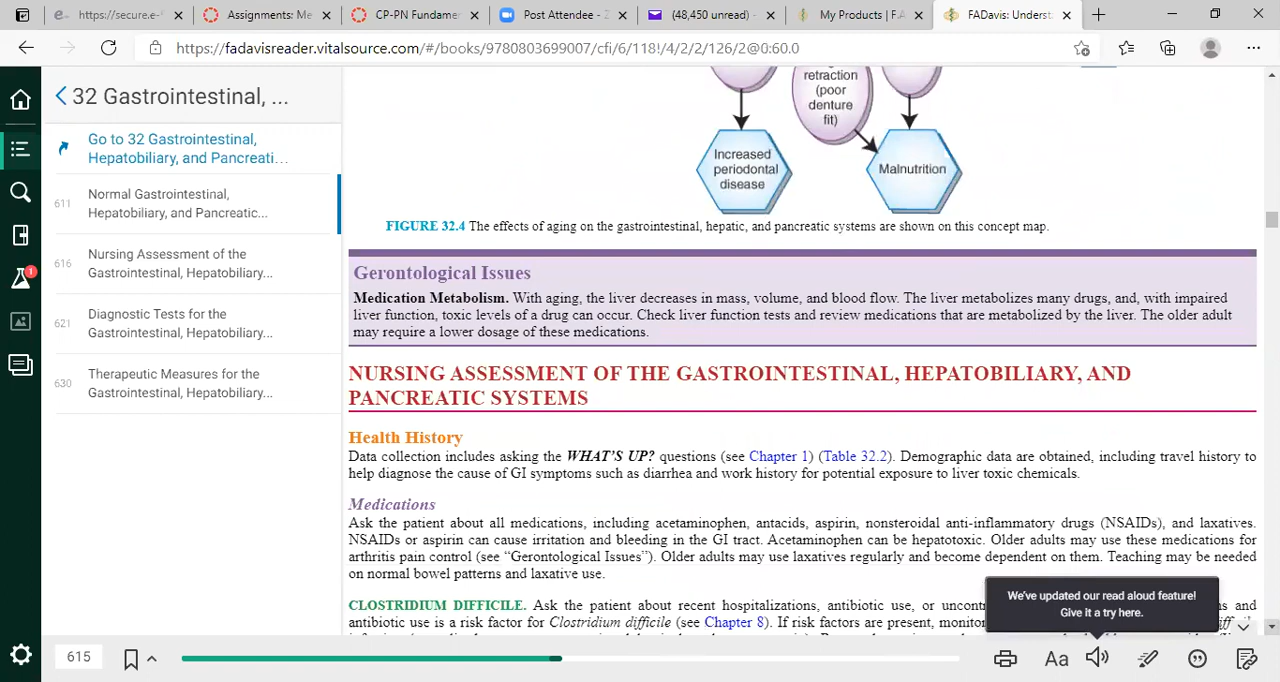 https://secure.e-
Assignments: Me
CP-PN Fundame
Post Attendee - Z
(48,450 unread) -
My Products | F.A
FADavis: Underst
https://fadavisreader.vitalsource.com/#/books/9780803699007/cfi/6/118!/4/2/2/126/2@0:60.0
32 Gastrointestinal, ...
Go to 32 Gastrointestinal,
Hepatobiliary, and Pancreati...
611
Normal Gastrointestinal,
Hepatobiliary, and Pancreatic...
616
Nursing Assessment of the
Gastrointestinal, Hepatobiliary...
621
Diagnostic Tests for the
Gastrointestinal, Hepatobiliary...
630
Therapeutic Measures for the
Gastrointestinal, Hepatobiliary...
1
retraction
(poor
denture
fit)
Increased
periodontal
disease
Malnutrition
FIGURE 32.4 The effects of aging on the gastrointestinal, hepatic, and pancreatic systems are shown on this concept map.
Gerontological Issues
Medication Metabolism. With aging, the liver decreases in mass, volume, and blood flow. The liver metabolizes many drugs, and, with impaired
liver function, toxic levels of a drug can occur. Check liver function tests and review medications that are metabolized by the liver. The older adult
may require a lower dosage of these medications.
NURSING ASSESSMENT OF THE GASTROINTESTINAL, HEPATOBILIARY, AND
PANCREATIC SYSTEMS
Health History
Data collection includes asking the WHAT'S UP? questions (see Chapter 1) (Table 32.2). Demographic data are obtained, including travel history to
help diagnose the cause of GI symptoms such as diarrhea and work history for potential exposure to liver toxic chemicals.
Medications
Ask the patient about all medications, including acetaminophen, antacids, aspirin, nonsteroidal anti-inflammatory drugs (NSAIDs), and laxatives.
NSAIDs or aspirin can cause irritation and bleeding in the GI tract. Acetaminophen can be hepatotoxic. Older adults may use these medications for
arthritis pain control (see “Gerontological Issues”). Older adults may use laxatives regularly and become dependent on them. Teaching may be needed
on normal bowel patterns and laxative use.
CLOSTRIDIUM DIFFICILE. Ask the patient about recent hospitalizations, antibiotic use, or uncont and
antibiotic use is a risk factor for Clostridium difficile (see Chapter 8). If risk factors are present, monitor
We've updated our read aloud feature!
Give it a try here.
615
Aa